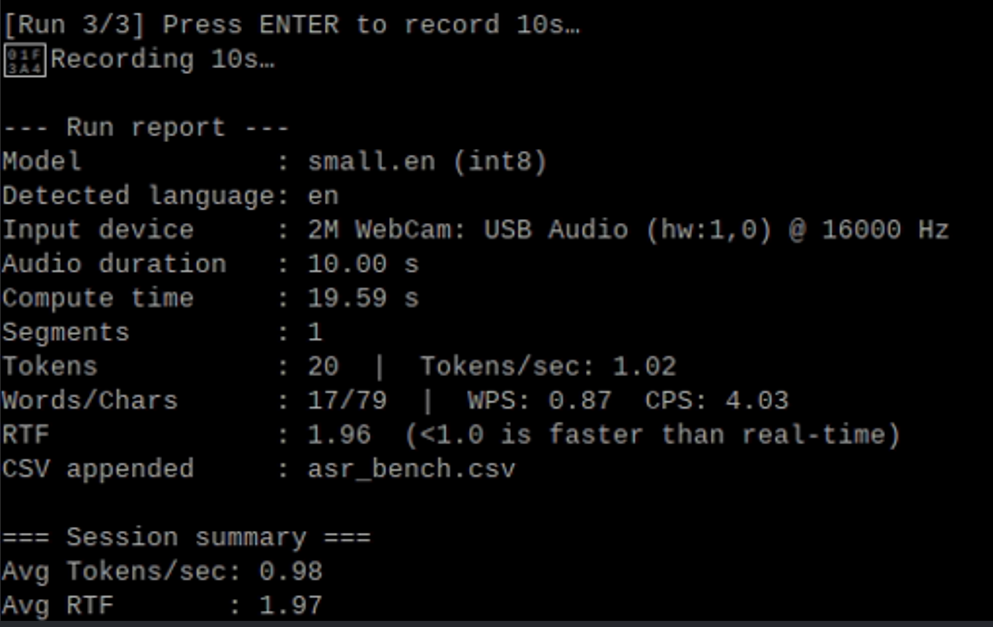 [Run 3/3] Press ENTER to record 10s…
01F3A4 Recording 10s…
--- Run report ---
Model            : small.en (int8)
Detected language: en
Input device     : 2M WebCam: USB Audio (hw:1,0) @ 16000 Hz
Audio duration   : 10.00 s
Compute time     : 19.59 s
Segments         : 1
Tokens           : 20  |  Tokens/sec: 1.02
Words/Chars      : 17/79  |  WPS: 0.87  CPS: 4.03
RTF              : 1.96  (<1.0 is faster than real-time)
CSV appended     : asr_bench.csv
=== Session summary ===
Avg Tokens/sec: 0.98
Avg RTF       : 1.97